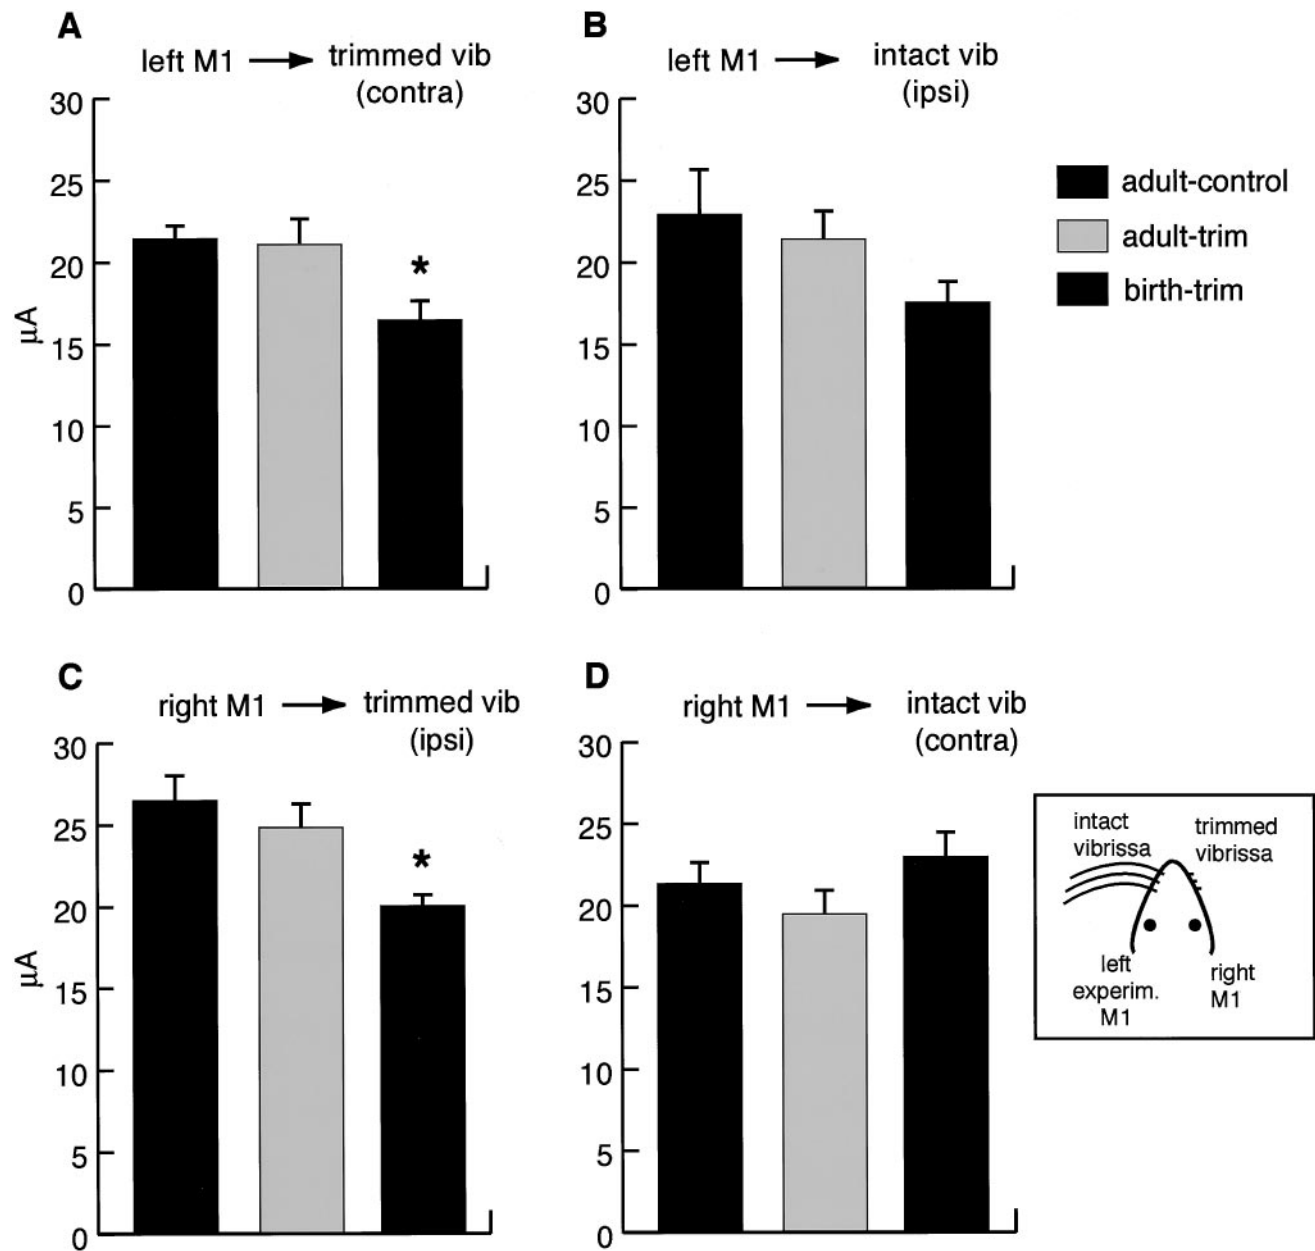 A
left M1 → trimmed vib
(contra)
30
25
20
15
10
5
0
µA
*
B
left M1 → intact vib
(ipsi)
30
25
20
15
10
5
0
adult-control
adult-trim
birth-trim
C
right M1 → trimmed vib
(ipsi)
30
25
20
15
10
5
0
µA
*
D
right M1 → intact vib
(contra)
30
25
20
15
10
5
0
intact
vibrissa
trimmed
vibrissa
left
experim.
M1
right
M1